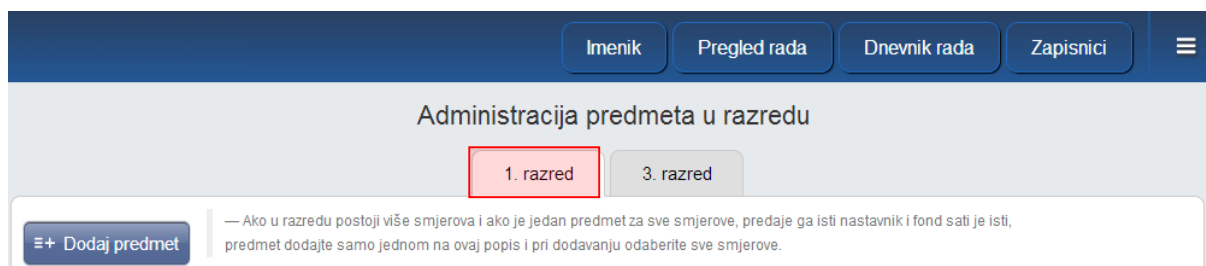 Imenik Pregled rada Dnevnik rada Zapisnici
Administracija predmeta u razredu
1. razred 3. razred
Dodaj predmet
— Ako u razredu postoji više smjerova i ako je jedan predmet za sve smjerove, predaje ga isti nastavnik i fond sati je isti,
predmet dodajte samo jednom na ovaj popis i pri dodavanju odaberite sve smjerove.